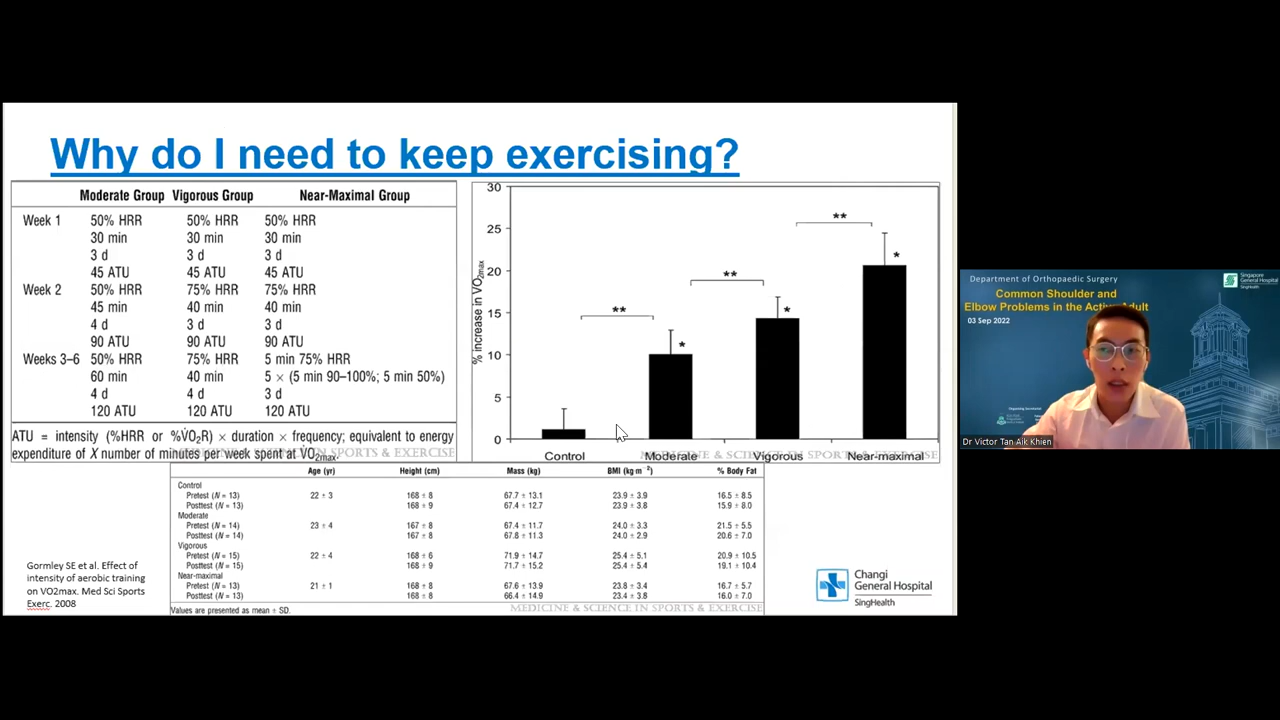 Why do I need to keep exercising?
Moderate Group Vigorous Group Near-Maximal Group
Week 1 50% HRR 50% HRR 50% HRR
30 min 30 min 30 min
3 d 3 d 3 d
45 ATU 45 ATU 45 ATU
Week 2 50% HRR 75% HRR 75% HRR
45 min 40 min 40 min
4 d 3 d 3 d
90 ATU 90 ATU 90 ATU
Weeks 3–6 50% HRR 75% HRR 5 min 75% HRR
60 min 40 min 5 × (5 min 90–100%; 5 min 50%)
4 d 4 d 3 d
120 ATU 120 ATU 120 ATU
ATU = intensity (%HRR or %V̇O2R) × duration × frequency; equivalent to energy
expenditure of X number of minutes per week spent at V̇O2max.
MEDICINE & SCIENCE IN SPORTS & EXERCISE
% increase in VO2max
30
25
20
15
10
5
0
**
**
**
*
*
*
Control Moderate Vigorous Near-maximal
MEDICINE & SCIENCE IN SPORTS & EXERCISE
Age (yr) Height (cm) Mass (kg) BMI (kg·m−2) % Body Fat
Control
Pretest (N = 13) 22 ± 3 168 ± 8 67.7 ± 13.1 23.9 ± 3.9 16.5 ± 8.5
Posttest (N = 13) 168 ± 9 67.4 ± 12.7 23.9 ± 3.8 15.9 ± 8.0
Moderate
Pretest (N = 14) 23 ± 4 167 ± 8 67.4 ± 11.7 24.0 ± 3.3 21.5 ± 5.5
Posttest (N = 14) 167 ± 8 67.8 ± 11.3 24.0 ± 2.9 20.6 ± 7.0
Vigorous
Pretest (N = 15) 22 ± 4 168 ± 6 71.9 ± 14.7 25.4 ± 5.1 20.9 ± 10.5
Posttest (N = 15) 168 ± 9 71.7 ± 15.2 25.4 ± 5.4 19.1 ± 10.4
Near-maximal
Pretest (N = 13) 21 ± 1 168 ± 8 67.6 ± 13.9 23.8 ± 3.4 16.7 ± 5.7
Posttest (N = 13) 168 ± 8 66.4 ± 14.9 23.4 ± 3.8 16.0 ± 7.0
Values are presented as mean ± SD.
MEDICINE & SCIENCE IN SPORTS & EXERCISE
Gormley SE et al. Effect of
intensity of aerobic training
on VO2max. Med Sci Sports
Exerc. 2008
Changi
General Hospital
SingHealth
Department of Orthopaedic Surgery
Singapore
General Hospital
SingHealth
Common Shoulder and
Elbow Problems in the Active Adult
03 Sep 2022
Dr Victor Tan Aik Khien